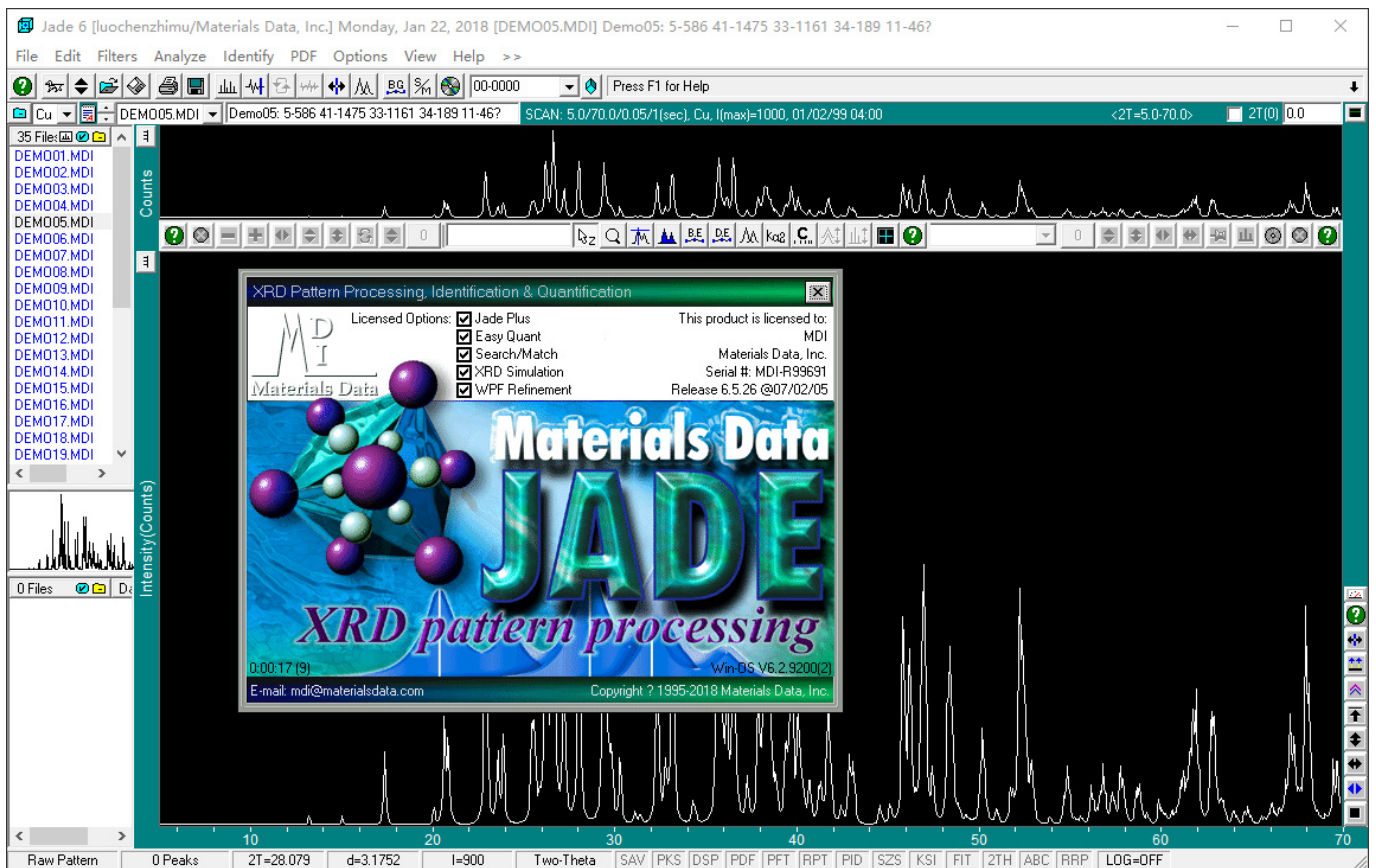 Jade 6 [luochenzhimu/Materials Data, Inc.] Monday, Jan 22, 2018 [DEMO05.MDI] Demo05: 5-586 41-1475 33-1161 34-189 11-46?
File Edit Filters Analyze Identify PDF Options View Help >>
BG S/M 00-0000 Press F1 for Help
Cu DEMO05.MDI Demo05: 5-586 41-1475 33-1161 34-189 11-46? SCAN: 5.0/70.0/0.05/1(sec), Cu, I(max)=1000, 01/02/99 04:00 <2T=5.0-70.0> 2T(0) 0.0
35 File:
DEMO01.MDI
DEMO02.MDI
DEMO03.MDI
DEMO04.MDI
DEMO05.MDI
DEMO06.MDI
DEMO07.MDI
DEMO08.MDI
DEMO09.MDI
DEMO10.MDI
DEMO11.MDI
DEMO12.MDI
DEMO13.MDI
DEMO14.MDI
DEMO15.MDI
DEMO16.MDI
DEMO17.MDI
DEMO18.MDI
DEMO19.MDI
0 Files Da
Counts
0 Z B.E D.E Kα2 C 0
Intensity(Counts)
XRD Pattern Processing, Identification & Quantification
MDI
Materials Data
Licensed Options:
Jade Plus
Easy Quant
Search/Match
XRD Simulation
WPF Refinement
This product is licensed to:
MDI
Materials Data, Inc.
Serial #: MDI-R99691
Release 6.5.26 @07/02/05
Materials Data
JADE
XRD pattern processing
0:00:17 (9) Win-OS V6.2.9200(2)
E-mail: mdi@materialsdata.com Copyright ? 1995-2018 Materials Data, Inc.
10 20 30 40 50 60 70
Raw Pattern 0 Peaks 2T=28.079 d=3.1752 I=900 Two-Theta SAV PKS DSP PDF PFT RPT PID SZS KSI FIT 2TH ABC RRP LOG=OFF